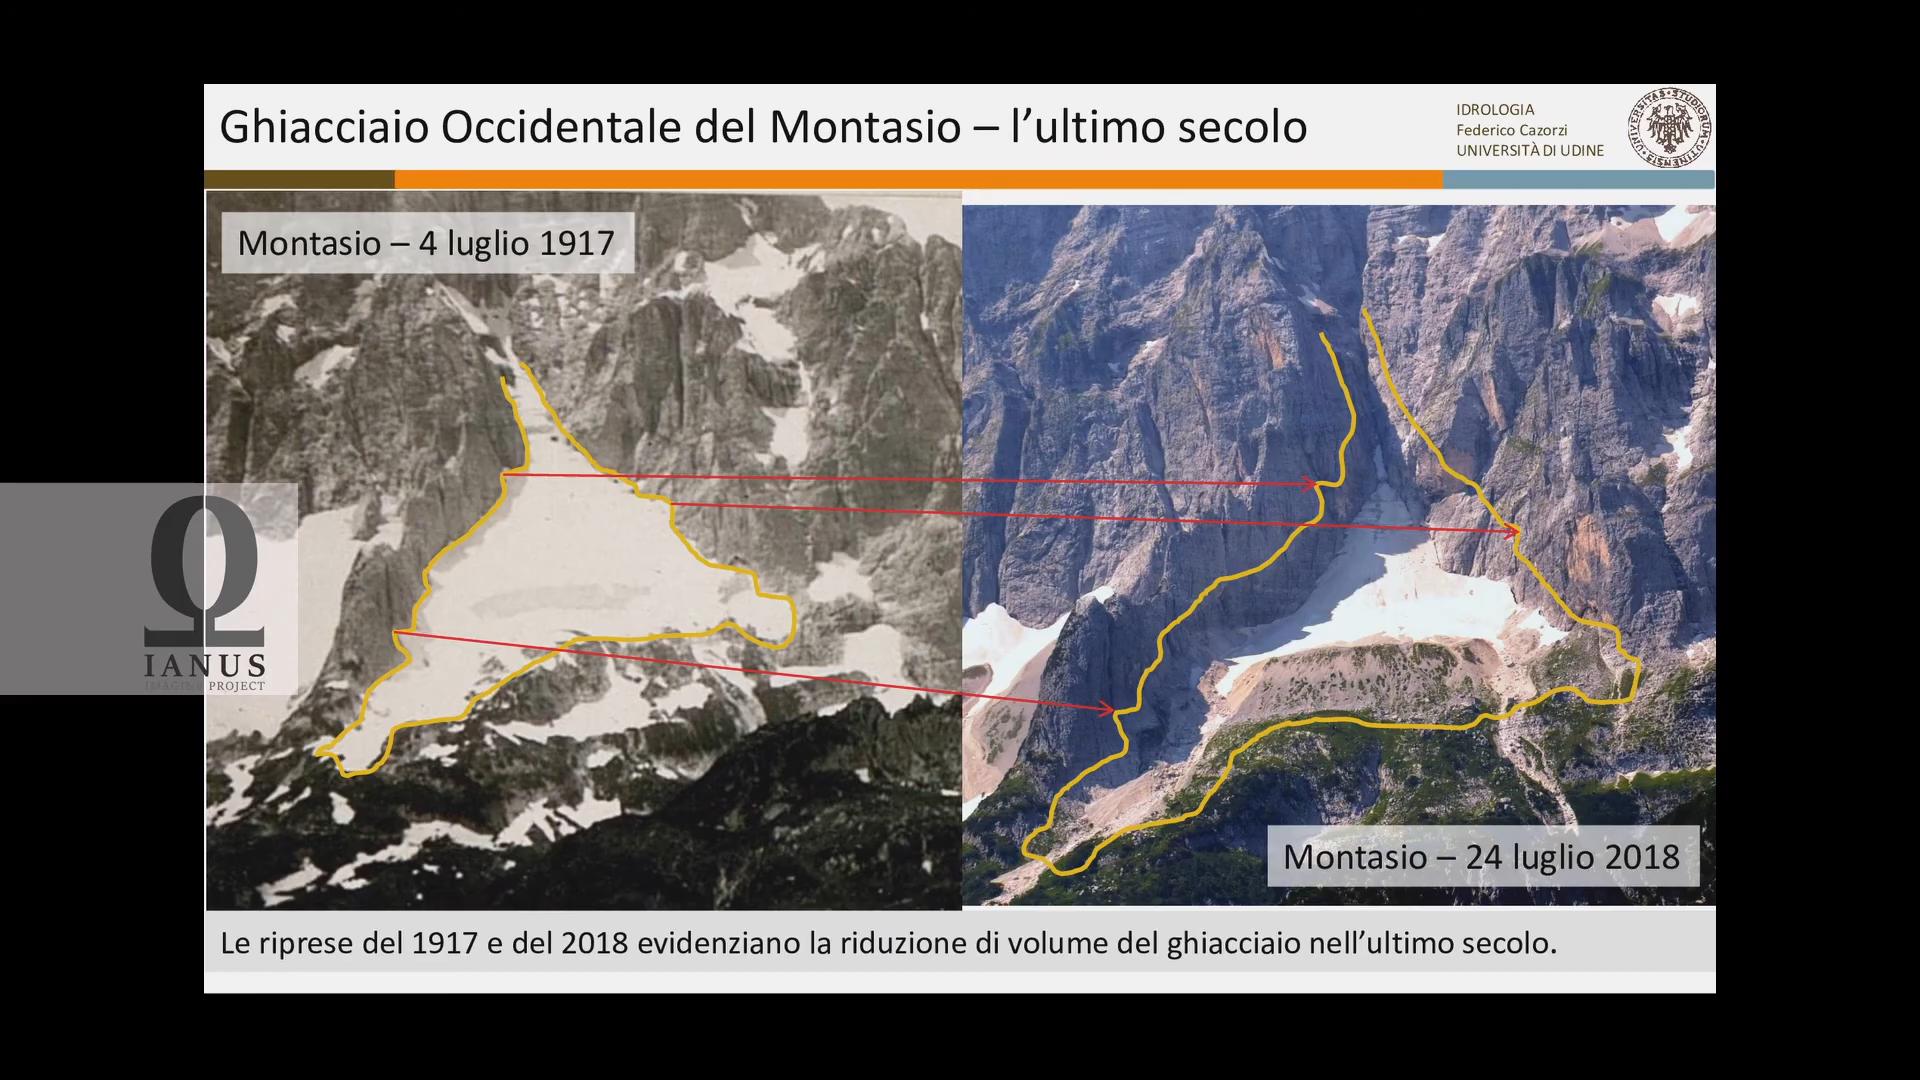 Ghiacciaio Occidentale del Montasio – l’ultimo secolo
IDROLOGIA
Federico Cazorzi
UNIVERSITÀ DI UDINE
Montasio – 4 luglio 1917
IANUS
IMAGING PROJECT
Montasio – 24 luglio 2018
Le riprese del 1917 e del 2018 evidenziano la riduzione di volume del ghiacciaio nell’ultimo secolo.